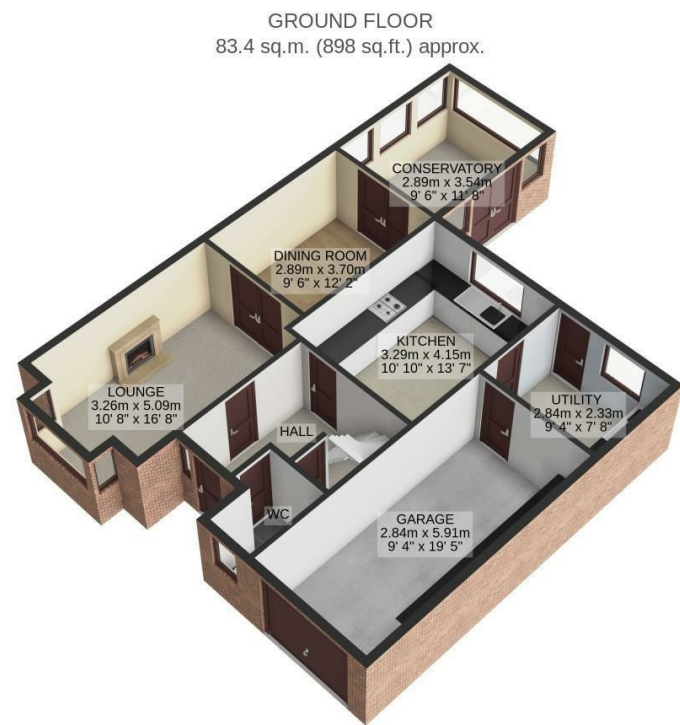 GROUND FLOOR
83.4 sq.m. (898 sq.ft.) approx.
CONSERVATORY
2.89m x 3.54m
9' 6" x 11' 8"
DINING ROOM
2.89m x 3.70m
9' 6" x 12' 2"
KITCHEN
3.29m x 4.15m
10' 10" x 13' 7"
LOUNGE
3.26m x 5.09m
10' 8" x 16' 8"
UTILITY
2.84m x 2.33m
9' 4" x 7' 8"
HALL
WC
GARAGE
2.84m x 5.91m
9' 4" x 19' 5"